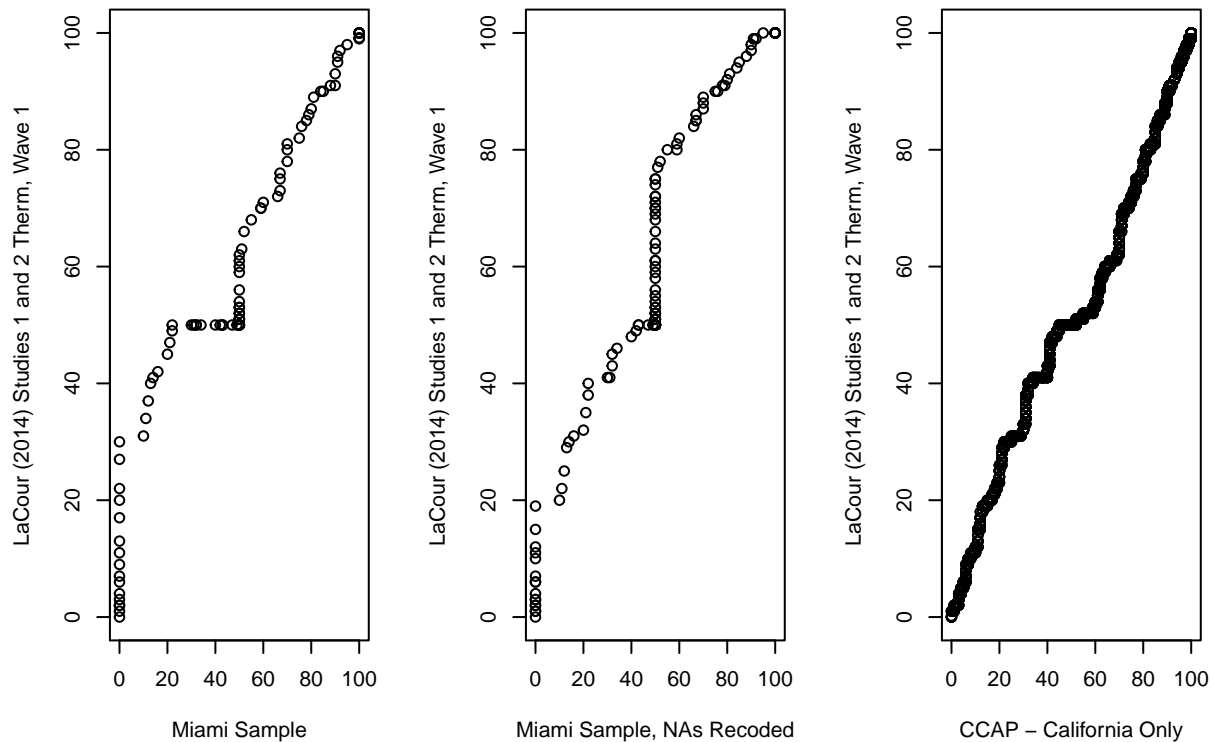 LaCour (2014) Studies 1 and 2 Therm, Wave 1
100
80
60
40
20
0
0 20 40 60 80 100
Miami Sample
LaCour (2014) Studies 1 and 2 Therm, Wave 1
100
80
60
40
20
0
0 20 40 60 80 100
Miami Sample, NAs Recoded
LaCour (2014) Studies 1 and 2 Therm, Wave 1
100
80
60
40
20
0
0 20 40 60 80 100
CCAP − California Only